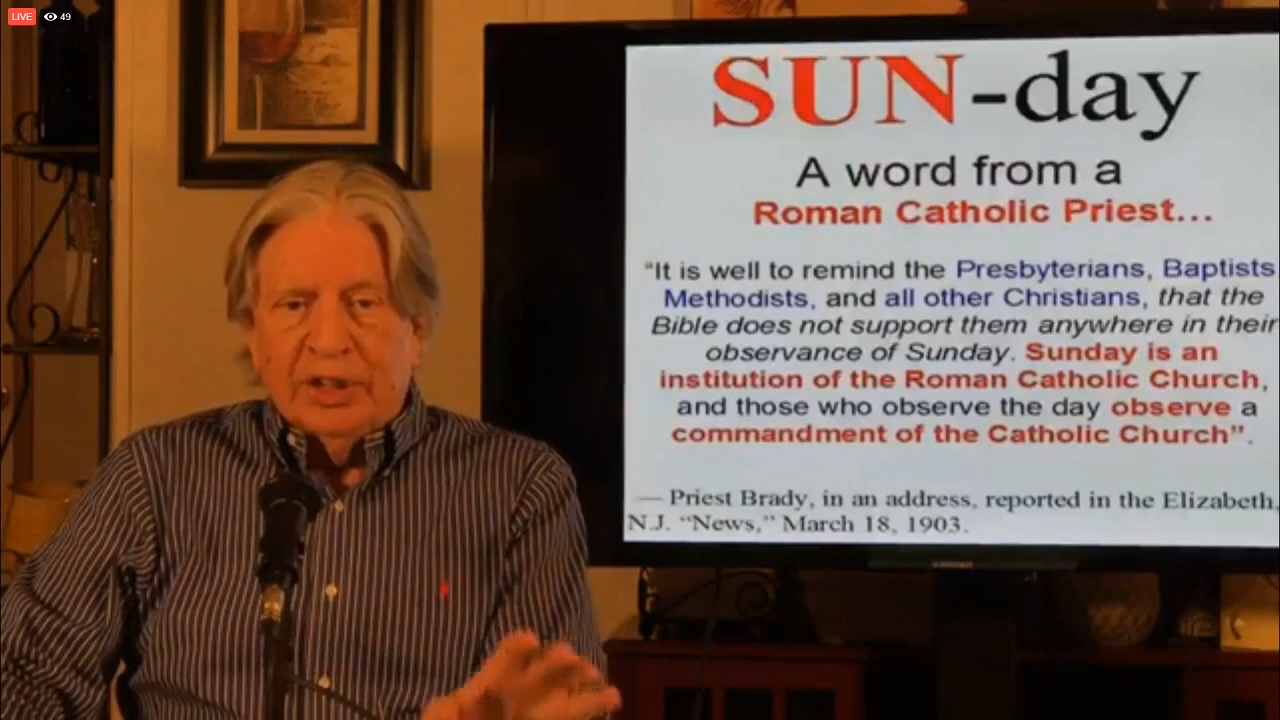 LIVE 49
SUN-day
A word from a
Roman Catholic Priest...
"It is well to remind the Presbyterians, Baptists
Methodists, and all other Christians, that the
Bible does not support them anywhere in their
observance of Sunday. Sunday is an
institution of the Roman Catholic Church,
and those who observe the day observe a
commandment of the Catholic Church".
— Priest Brady, in an address, reported in the Elizabeth,
N.J. "News," March 18, 1903.